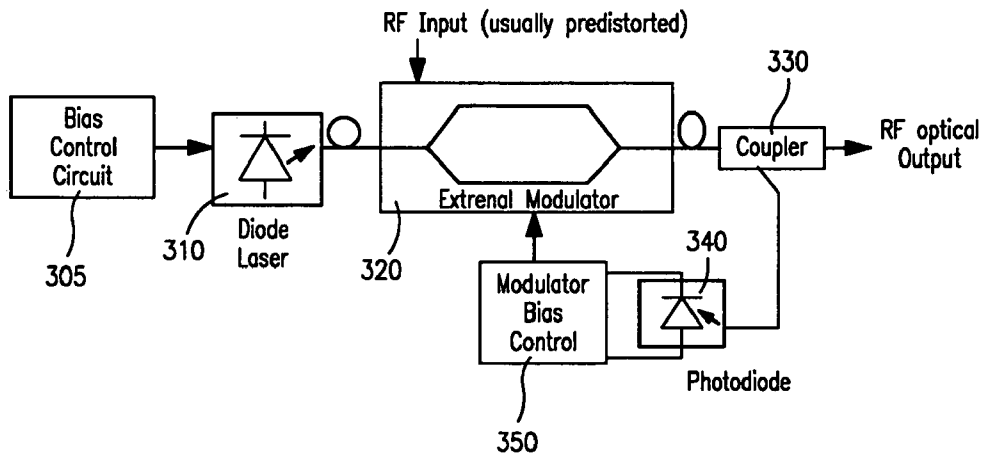 RF Input (usually predistorted)
330
Bias
Control
Circuit
Coupler
RF optical
Output
Extrenal Modulator
305
310
Diode
Laser
320
340
Modulator
Bias
Control
Photodiode
350